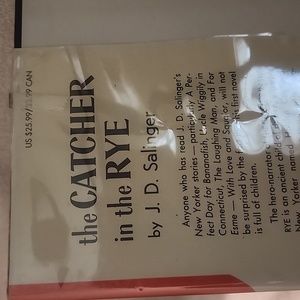 US $25.99
CAN
the CATCHER
in the RYE
by J. D. Salinger
Anyone who has read J. D. Salinger's
New Yorker stories — particularly A Per-
fect Day for Bananafish, Uncle Wiggily in
Connecticut, The Laughing Man, and For
Esme — With Love and Squalor, will not
be surprised by the fact that his first novel
is full of children.
The hero-narrator
RYE is an ancient child
New Yorker named